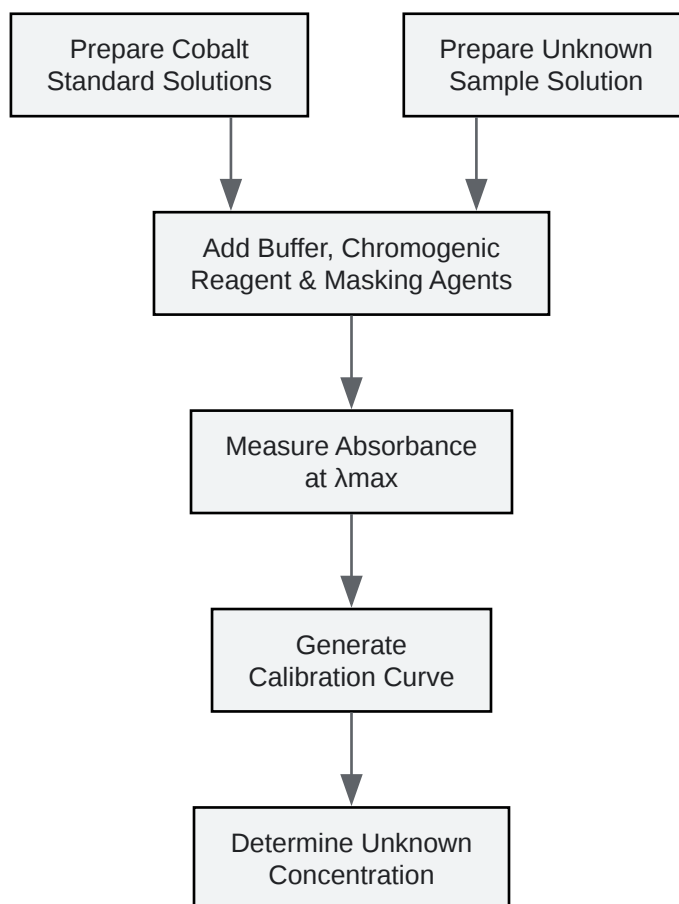 Prepare Cobalt
Standard Solutions
Prepare Unknown
Sample Solution
Add Buffer, Chromogenic
Reagent & Masking Agents
Measure Absorbance
at λmax
Generate
Calibration Curve
Determine Unknown
Concentration